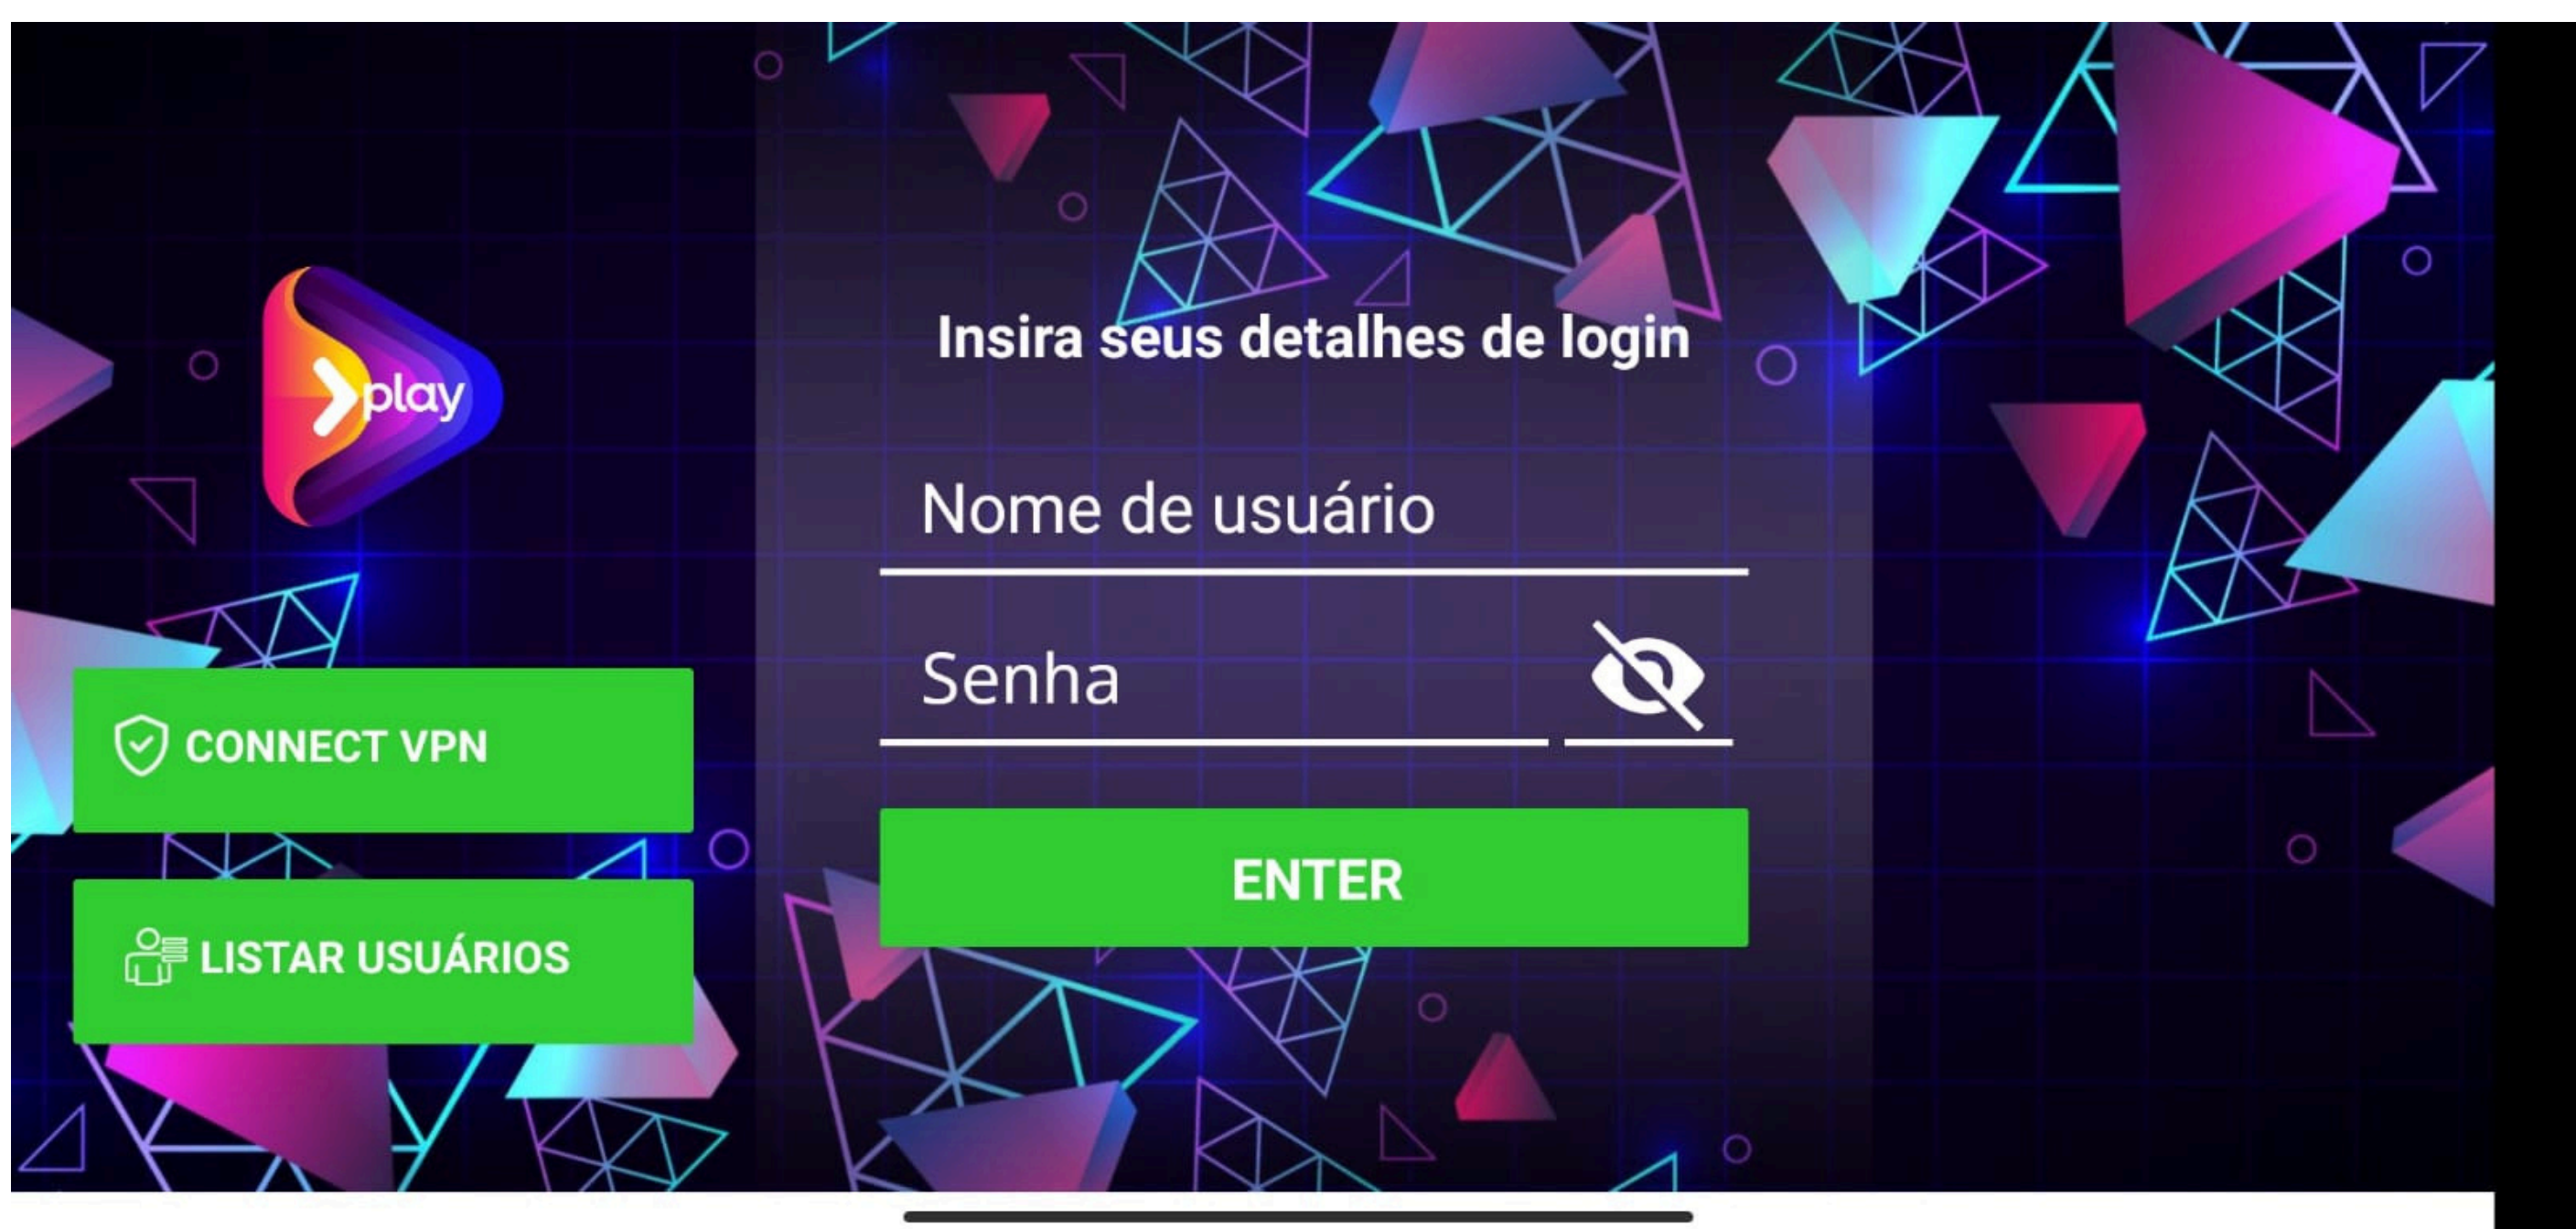 play
CONNECT VPN
LISTAR USUÁRIOS
Insira seus detalhes de login
Nome de usuário
Senha
ENTER